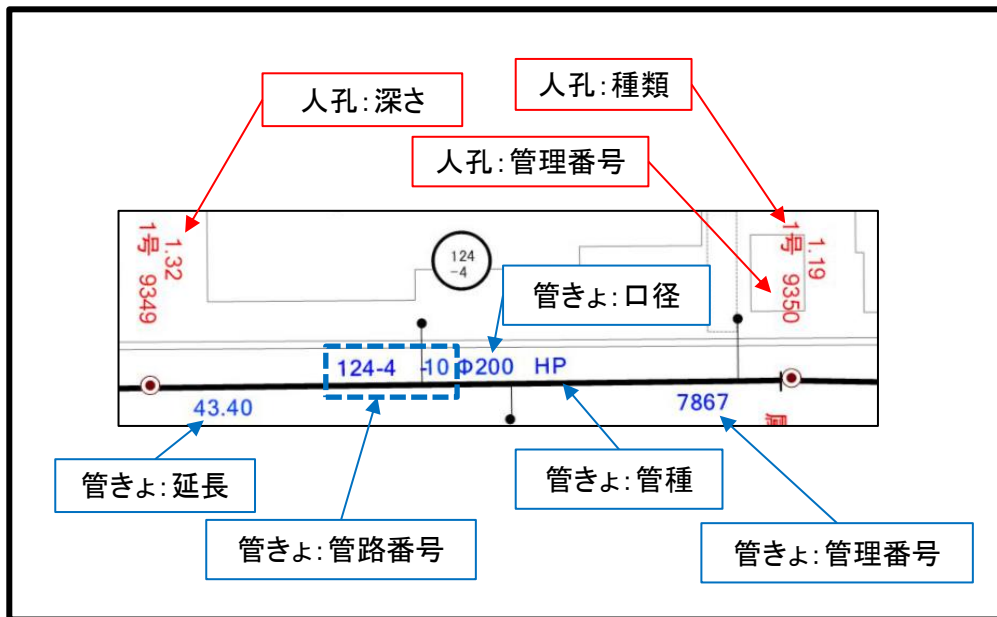 人孔:深さ
人孔:種類
人孔:管理番号
1.32
1号 9349
124
-4
1.19
1号 9350
管きょ:口径
124-4 -10 Φ200 HP
43.40
7867
管きょ:延長
管きょ:管種
管きょ:管路番号
管きょ:管理番号